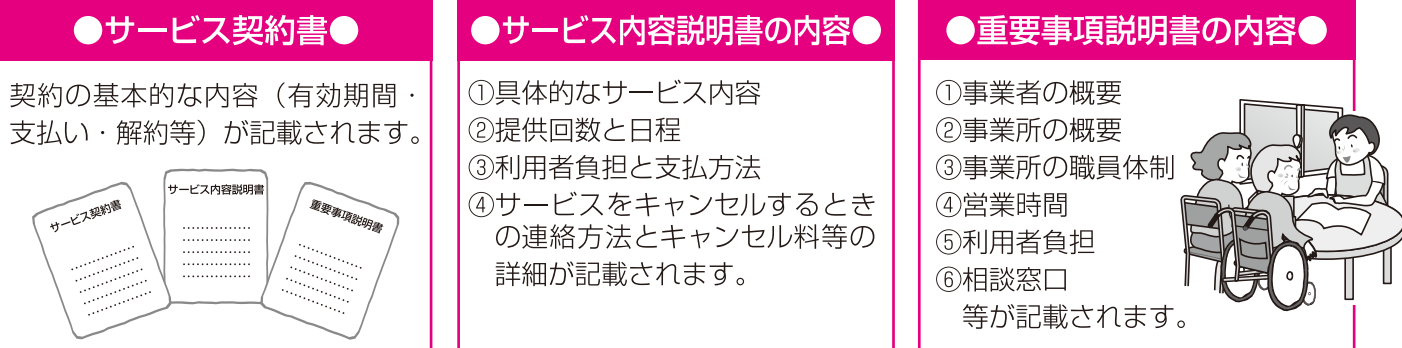 ●サービス契約書●
契約の基本的な内容（有効期間・
支払い・解約等）が記載されます。
サービス契約書
サービス内容説明書
重要事項説明書
●サービス内容説明書の内容●
①具体的なサービス内容
②提供回数と日程
③利用者負担と支払方法
④サービスをキャンセルするとき
の連絡方法とキャンセル料等の
詳細が記載されます。
●重要事項説明書の内容●
①事業者の概要
②事業所の概要
③事業所の職員体制
④営業時間
⑤利用者負担
⑥相談窓口
等が記載されます。